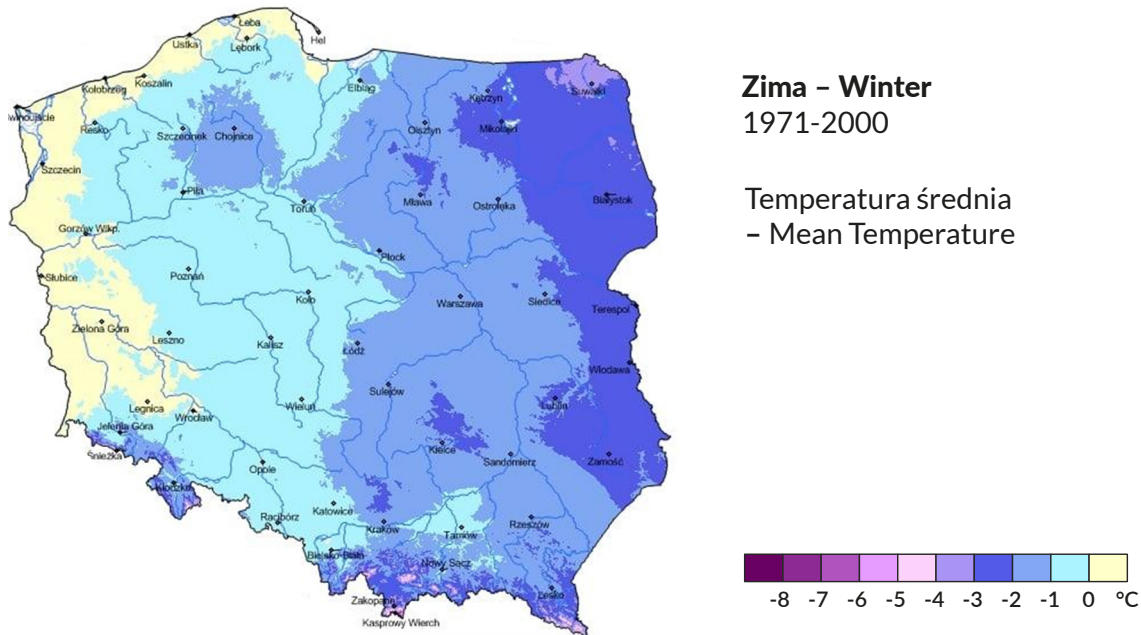 Łeba
Ustka
Hel
Lębork
Koszalin
Kołobrzeg
Elbląg
Suwałki
Kętrzyn
Resko
Szczecinek
Chojnice
Olsztyn
Mikołajki
Szczecin
Piła
Białystok
Mława
Ostrołęka
Toruń
Gorzów Wlkp.
Płock
Słubice
Poznań
Koło
Warszawa
Siedlce
Terespol
Zielona Góra
Leszno
Kalisz
Łódź
Włodawa
Sulejów
Legnica
Wrocław
Wieluń
Lublin
Jelenia Góra
Śnieżka
Kielce
Sandomierz
Zamość
Opole
Kłodzko
Katowice
Racibórz
Kraków
Tarnów
Rzeszów
Bielsko-Biała
Nowy Sącz
Lesko
Zakopane
Kasprowy Wierch
Zima – Winter
1971-2000
Temperatura średnia
– Mean Temperature
-8 -7 -6 -5 -4 -3 -2 -1 0 °C